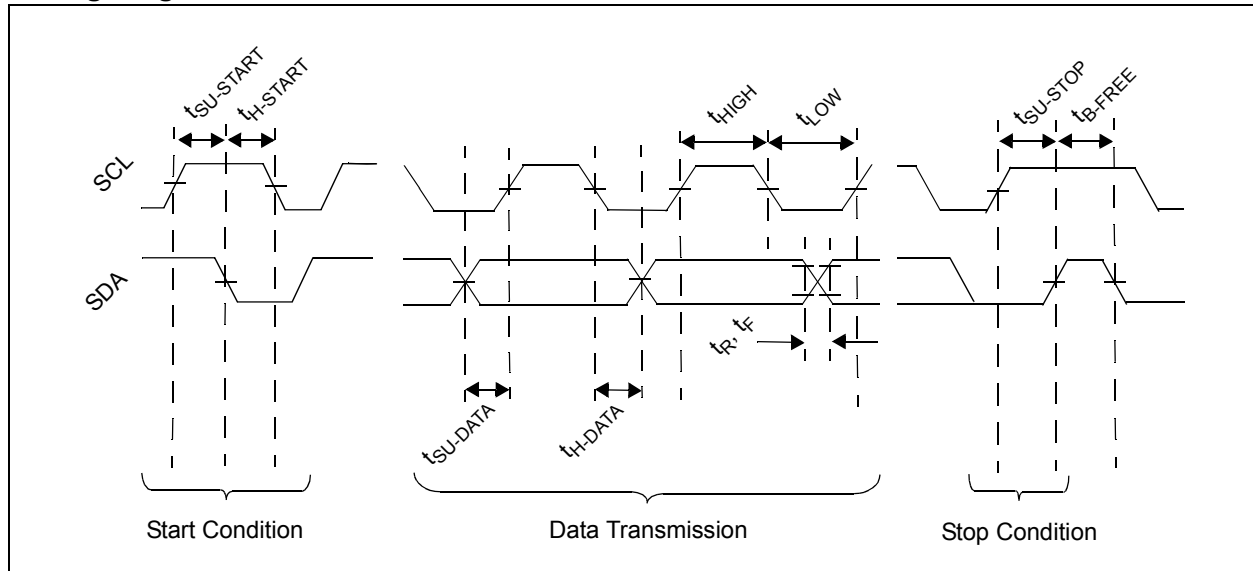 tSU-START
tH-START
tHIGH
tLOW
tSU-STOP
tB-FREE
SCL
SDA
tR, tF
tSU-DATA
tH-DATA
Start Condition
Data Transmission
Stop Condition